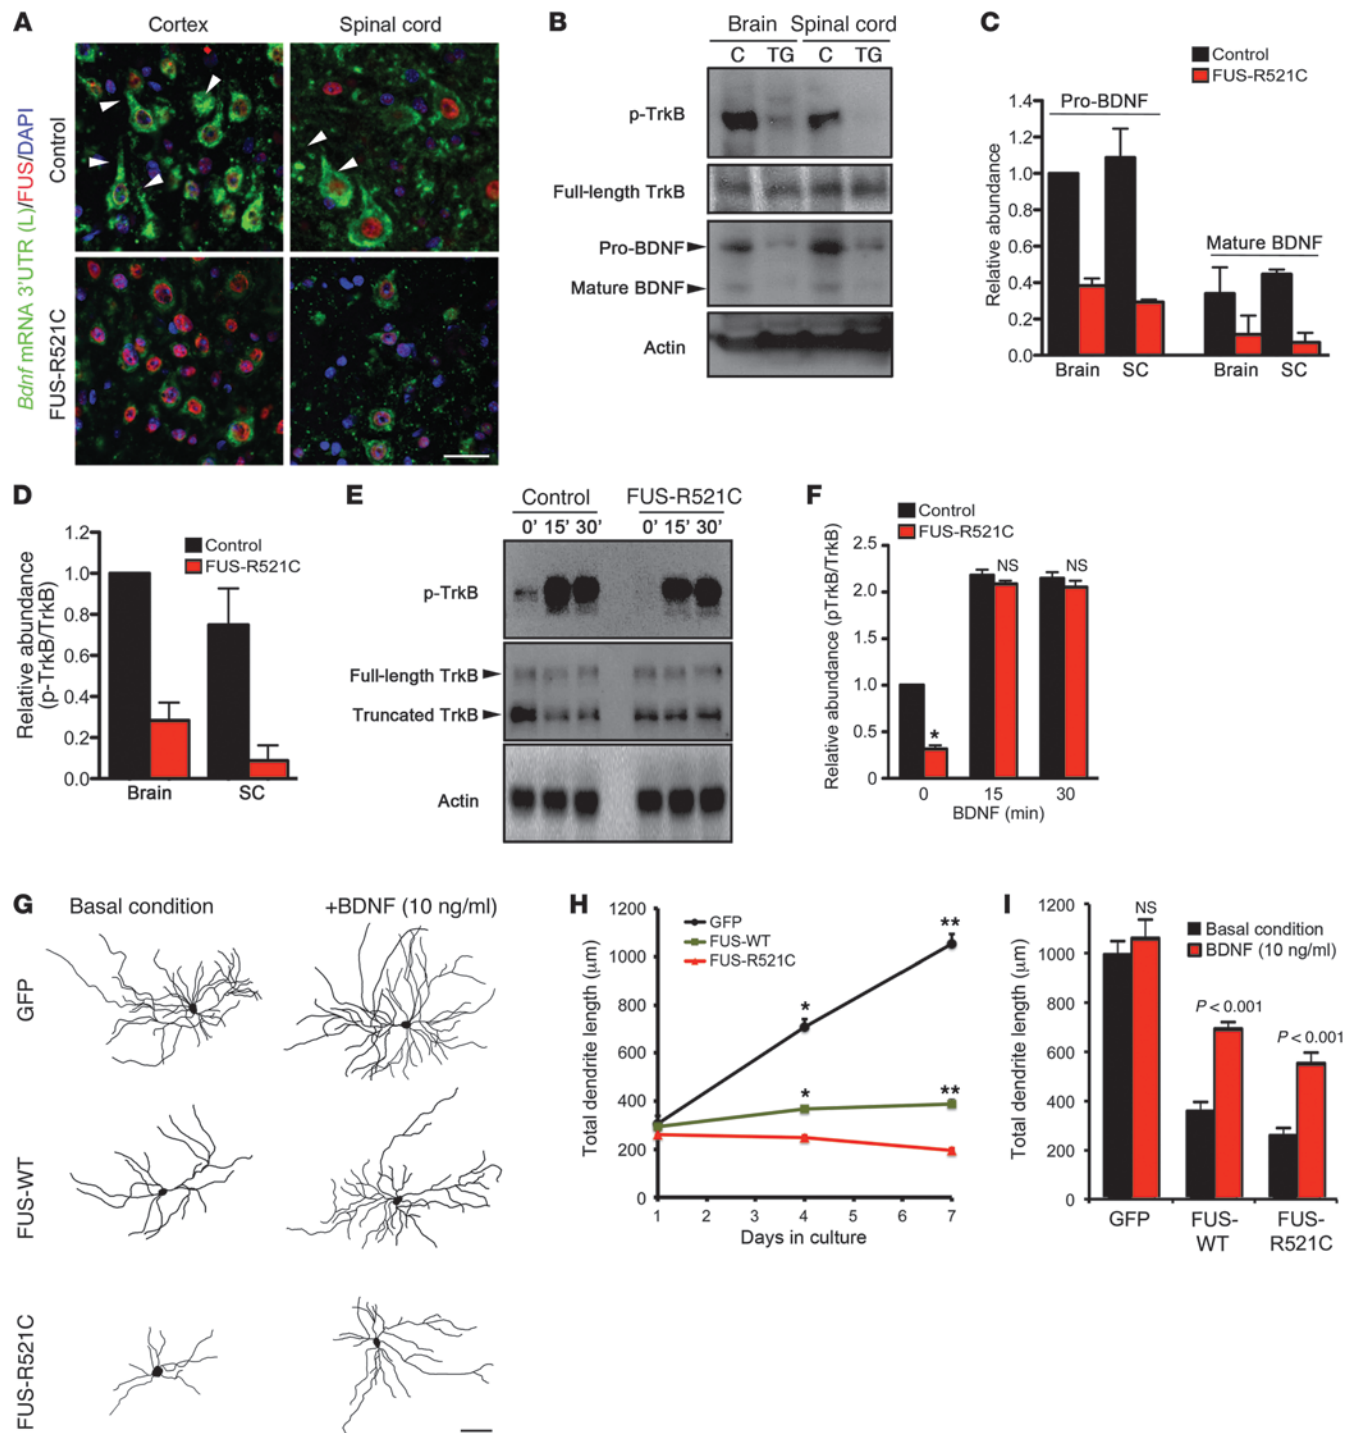 A
Cortex
Spinal cord
Bdnf mRNA 3'UTR (L)/FUS/DAPI
Control
FUS-R521C
B
Brain Spinal cord
C TG C TG
p-TrkB
Full-length TrkB
Pro-BDNF
Mature BDNF
Actin
C
Control
FUS-R521C
Relative abundance
1.4
1.2
1.0
0.8
0.6
0.4
0.2
0.0
Pro-BDNF
Mature BDNF
Brain SC Brain SC
D
Relative abundance
(p-TrkB/TrkB)
1.2
1.0
0.8
0.6
0.4
0.2
0.0
Control
FUS-R521C
Brain SC
E
Control FUS-R521C
0' 15' 30' 0' 15' 30'
p-TrkB
Full-length TrkB
Truncated TrkB
Actin
F
Control
FUS-R521C
Relative abundance (pTrkB/TrkB)
2.5
2.0
1.5
1.0
0.5
0
*
NS
NS
0 15 30
BDNF (min)
G
Basal condition +BDNF (10 ng/ml)
GFP
FUS-WT
FUS-R521C
H
Total dendrite length (μm)
1200
1000
800
600
400
200
0
GFP
FUS-WT
FUS-R521C
*
**
*
**
1 2 3 4 5 6 7
Days in culture
I
Total dendrite length (μm)
1200
1000
800
600
400
200
0
NS
Basal condition
BDNF (10 ng/ml)
P < 0.001
P < 0.001
GFP FUS- FUS-
WT R521C